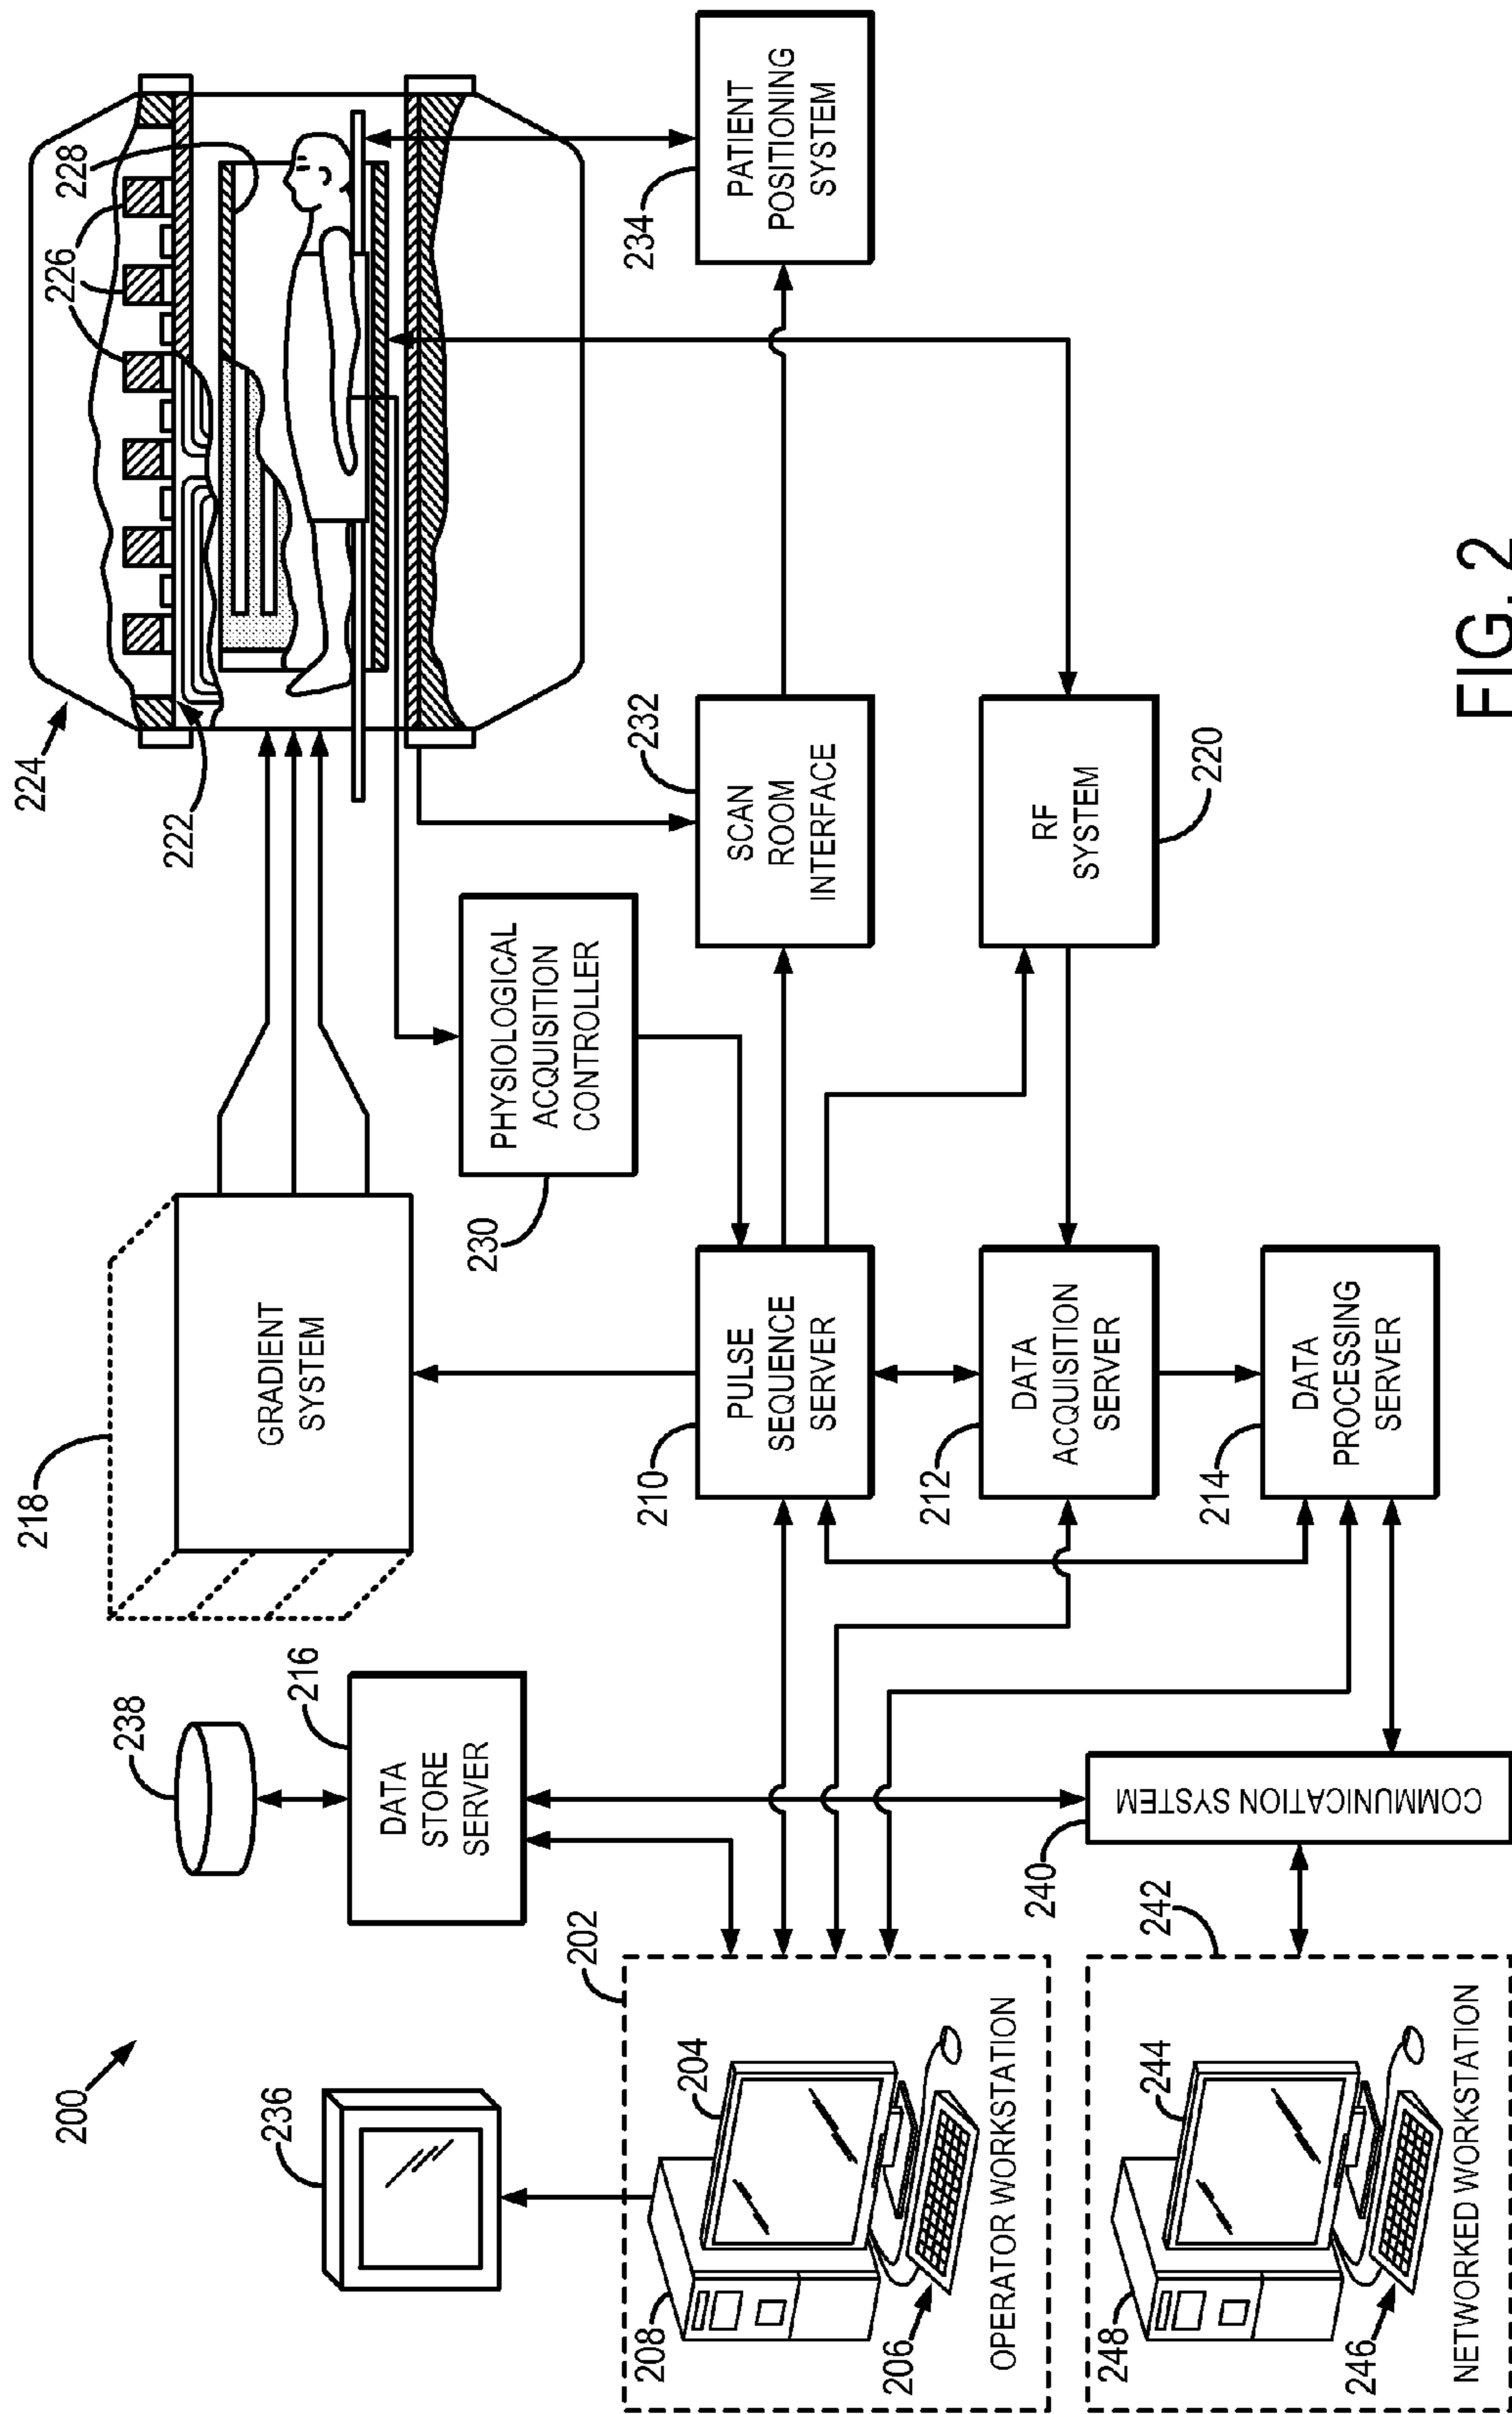 200
236
238
216
DATA
STORE
SERVER
218
GRADIENT
SYSTEM
224
222
226
228
230
PHYSIOLOGICAL
ACQUISITION
CONTROLLER
202
204
208
206
OPERATOR WORKSTATION
210
PULSE
SEQUENCE
SERVER
232
SCAN
ROOM
INTERFACE
234
PATIENT
POSITIONING
SYSTEM
212
DATA
ACQUISITION
SERVER
RF
SYSTEM
220
240
COMMUNICATION SYSTEM
214
DATA
PROCESSING
SERVER
242
244
248
246
NETWORKED WORKSTATION
FIG. 2